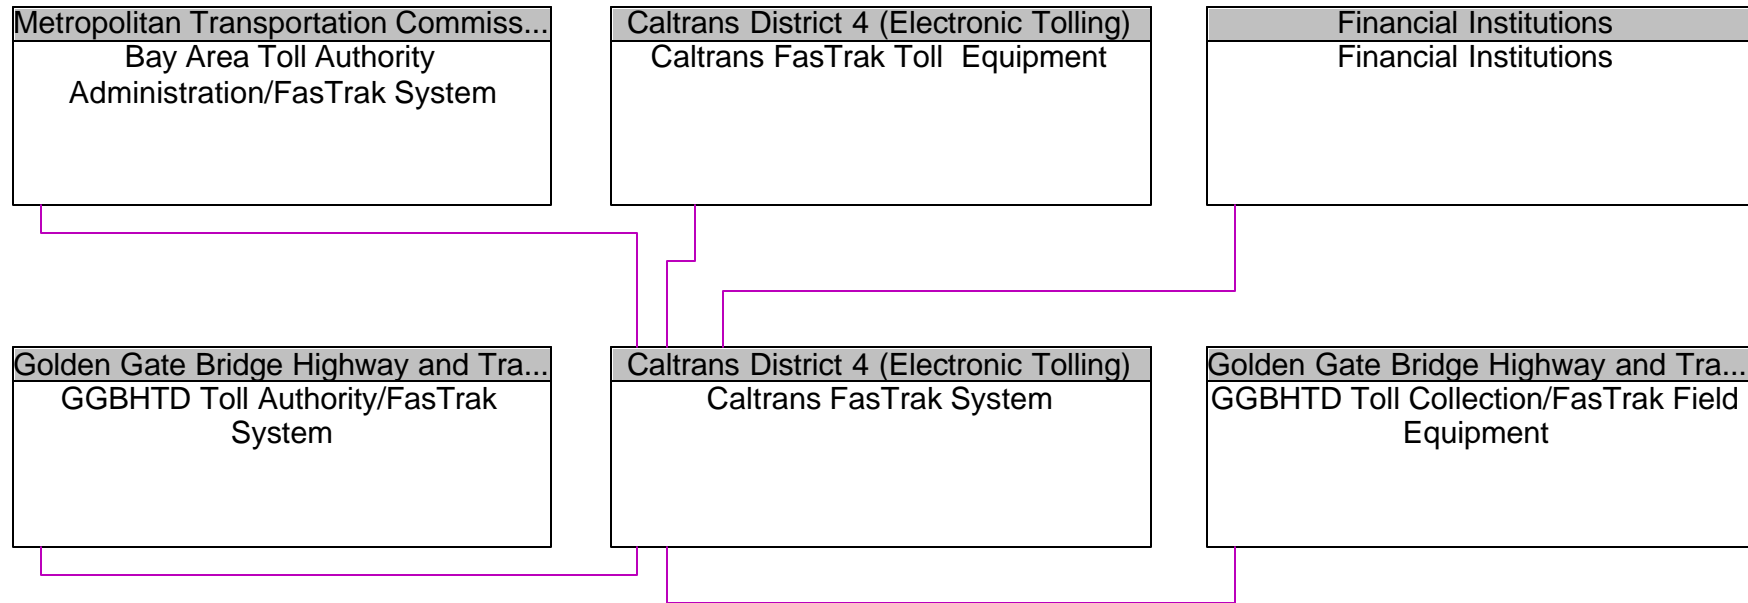 Metropolitan Transportation Commiss...
Bay Area Toll Authority
Administration/FasTrak System
Caltrans District 4 (Electronic Tolling)
Caltrans FasTrak Toll  Equipment
Financial Institutions
Financial Institutions
Golden Gate Bridge Highway and Tra...
GGBHTD Toll Authority/FasTrak
System
Caltrans District 4 (Electronic Tolling)
Caltrans FasTrak System
Golden Gate Bridge Highway and Tra...
GGBHTD Toll Collection/FasTrak Field
Equipment